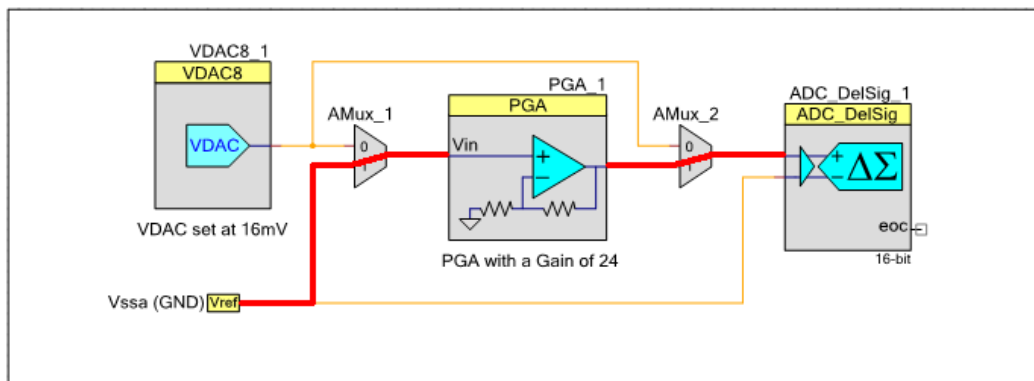 VDAC8_1
VDAC8
VDAC
VDAC set at 16mV
AMux_1
0
1
PGA_1
PGA
Vin
PGA with a Gain of 24
AMux_2
0
1
ADC_DelSig_1
ADC_DelSig
ΔΣ
eoc
16-bit
Vssa (GND) Vref